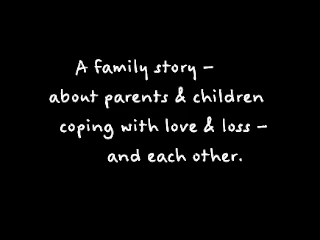 A family story –
about parents & children
coping with love & loss –
and each other.